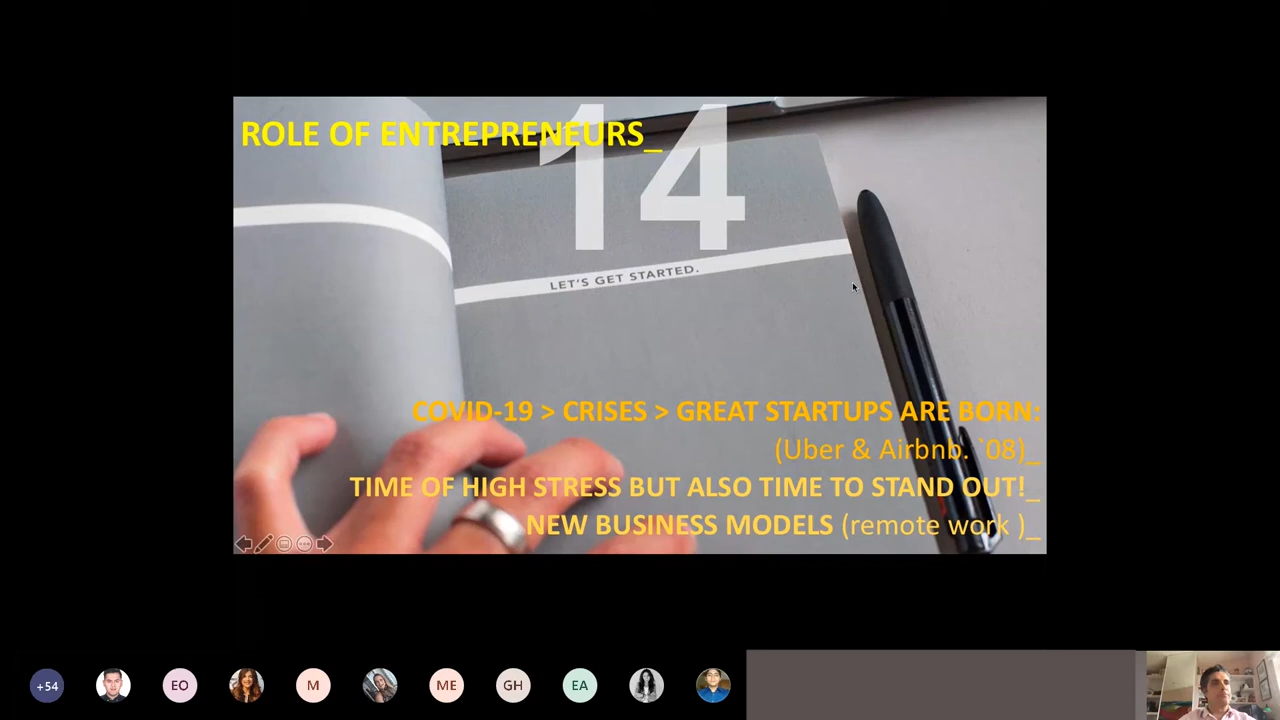 ROLE OF ENTREPRENEURS_
14
LET'S GET STARTED.
COVID-19 > CRISES > GREAT STARTUPS ARE BORN:
(Uber & Airbnb. `08)_
TIME OF HIGH STRESS BUT ALSO TIME TO STAND OUT!_
NEW BUSINESS MODELS (remote work )_
+54
EO
M
ME
GH
EA